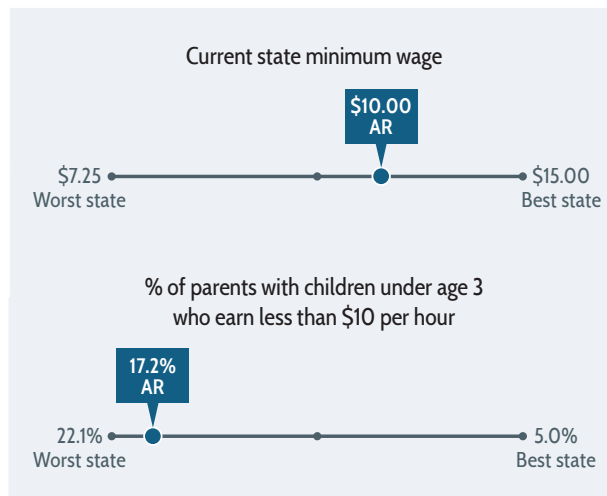 Current state minimum wage
$10.00
AR
$7.25
$15.00
Worst state
Best state
% of parents with children under age 3
who earn less than $10 per hour
17.2%
AR
22.1%
5.0%
Worst state
Best state